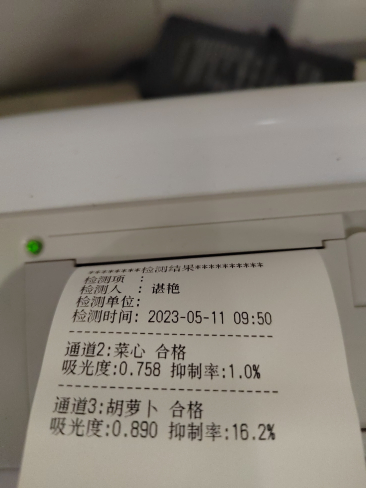 *********检测结果**********
检测项  :
检测人  : 谌艳
检测单位:
检测时间: 2023-05-11 09:50
--------------------------
通道2:菜心 合格
吸光度:0.758 抑制率:1.0%
--------------------------
通道3:胡萝卜 合格
吸光度:0.890 抑制率:16.2%